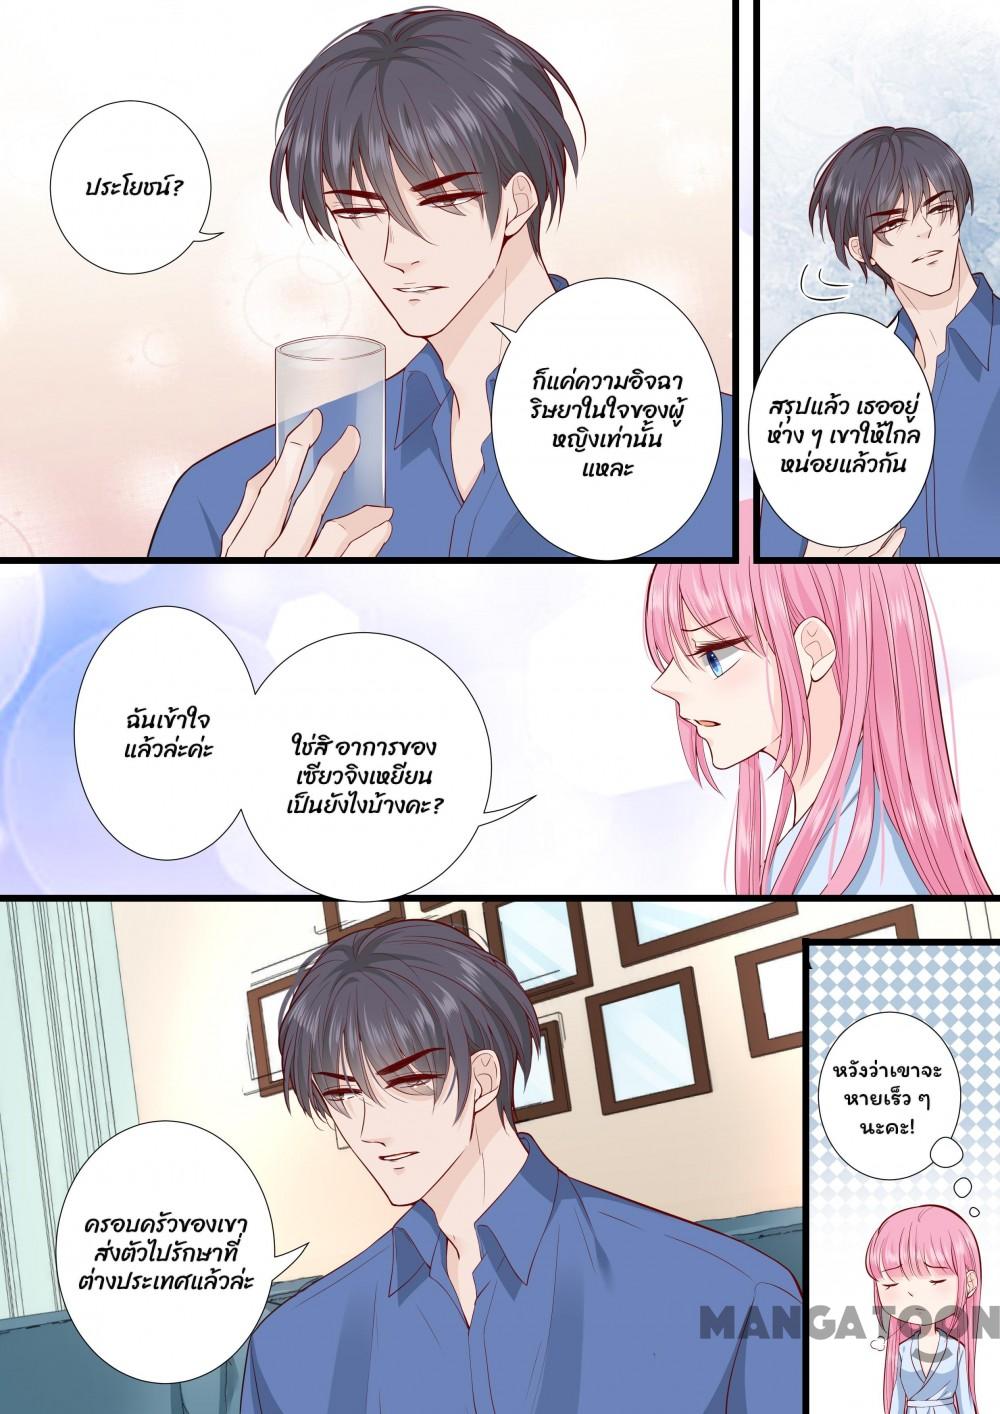 ประโยชน์?
ก็แค่ความอิจฉา
ริษยาในใจของผู้
หญิงเท่านั้น
แหละ
สรุปแล้ว เธออยู่
ห่าง ๆ เขาให้ไกล
หน่อยแล้วกัน
ฉันเข้าใจ
แล้วล่ะค่ะ
ใช่สิ อาการของ
เซียวจิงเหยียน
เป็นยังไงบ้างคะ?
ครอบครัวของเขา
ส่งตัวไปรักษาที่
ต่างประเทศแล้วล่ะ
หวังว่าเขาจะ
หายเร็ว ๆ
นะคะ!
MANGATOON